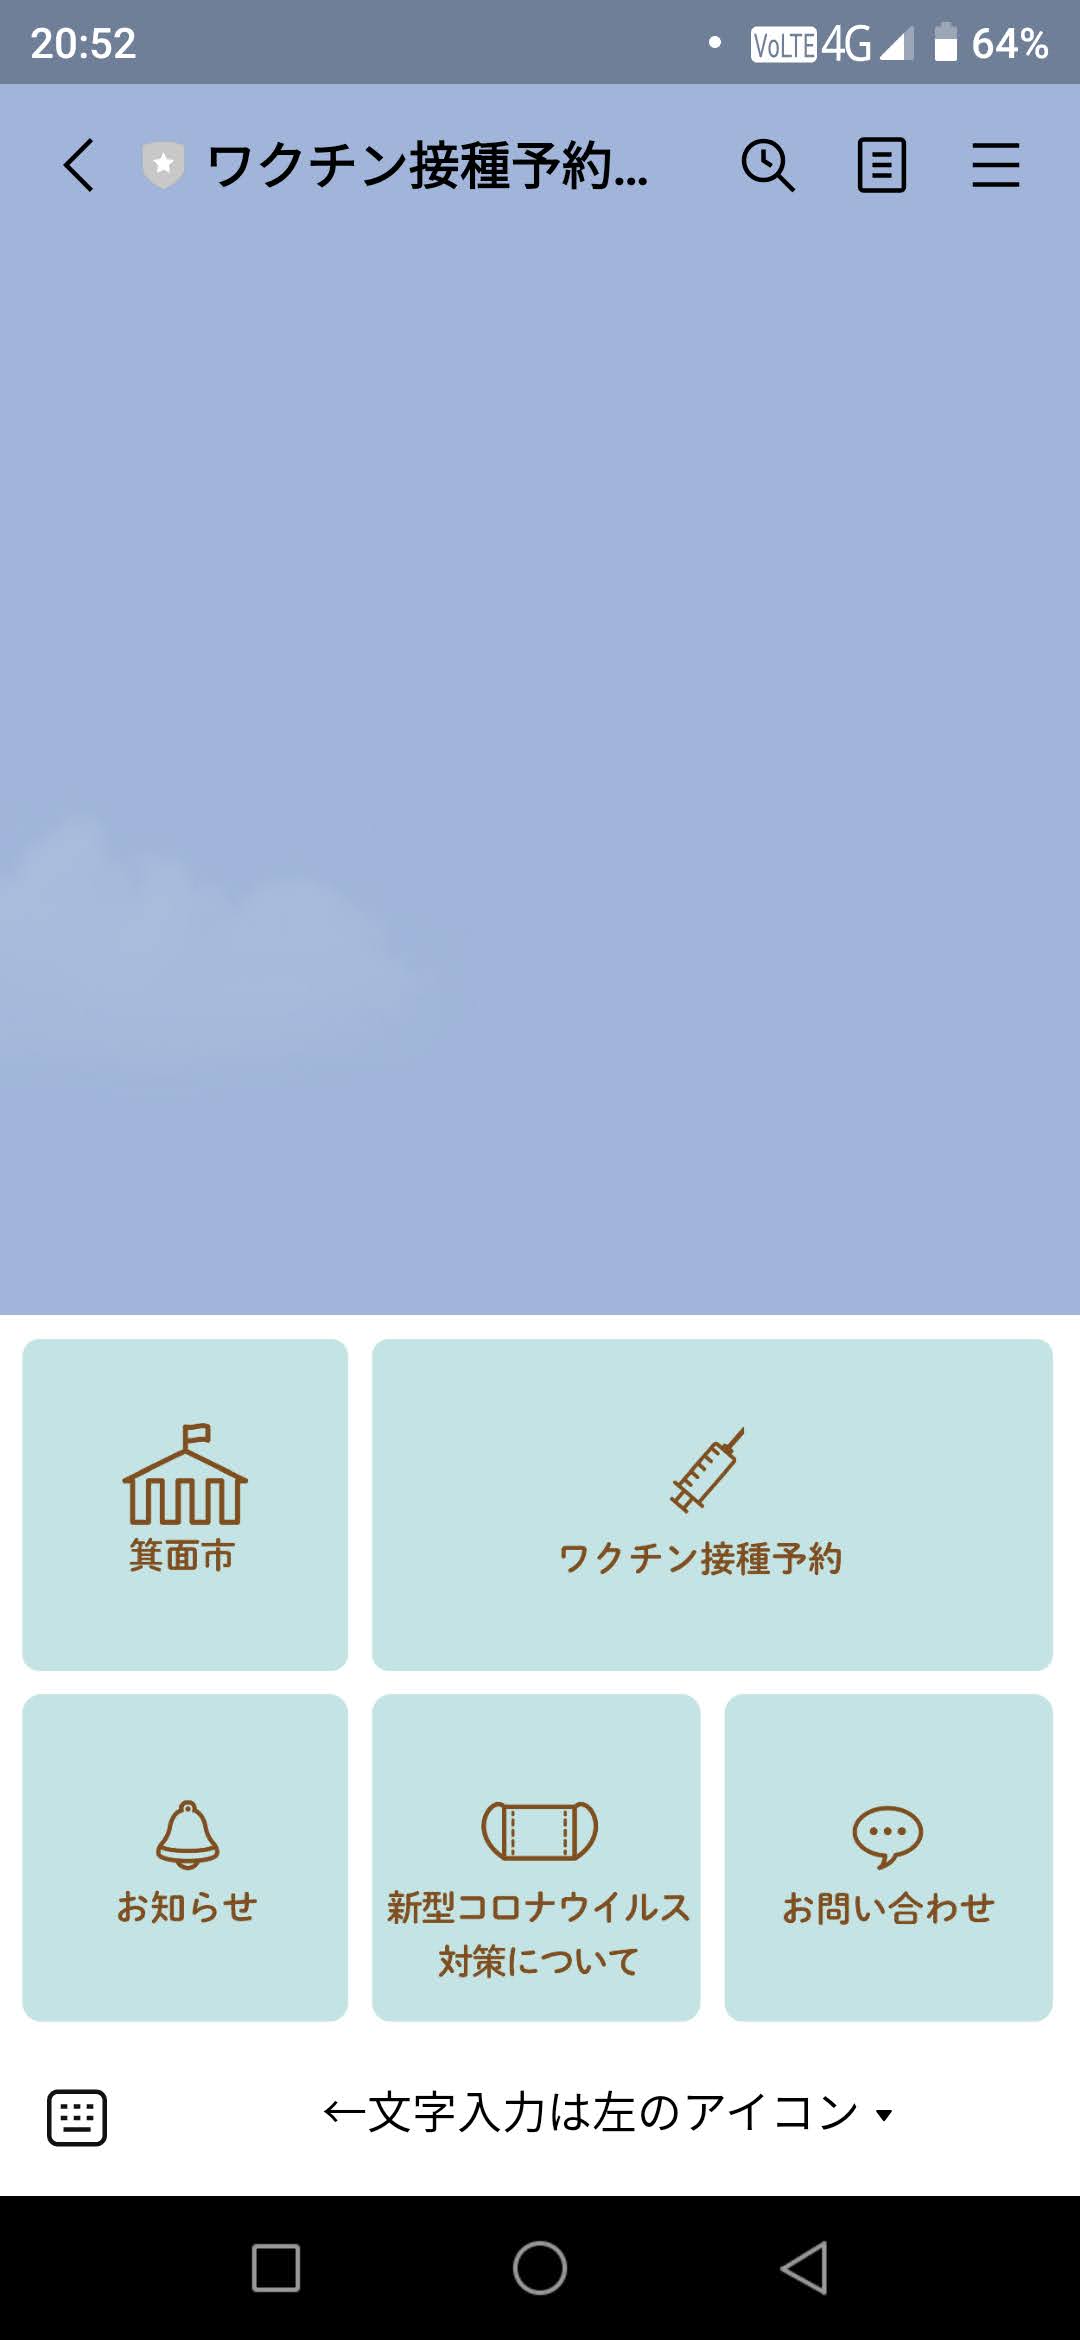 20:52 VoLTE 4G 64%
ワクチン接種予約...
箕面市
ワクチン接種予約
お知らせ
新型コロナウイルス
対策について
お問い合わせ
←文字入力は左のアイコン